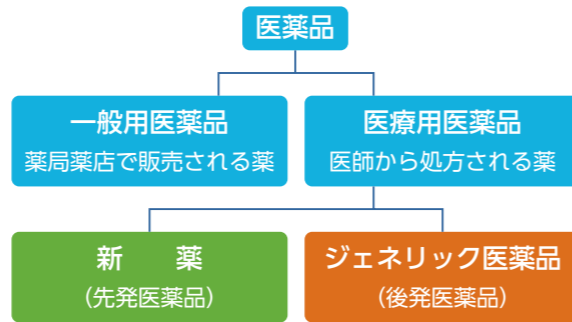 医薬品
一般用医薬品
薬局薬店で販売される薬
医療用医薬品
医師から処方される薬
新　　薬
(先発医薬品)
ジェネリック医薬品
(後発医薬品)